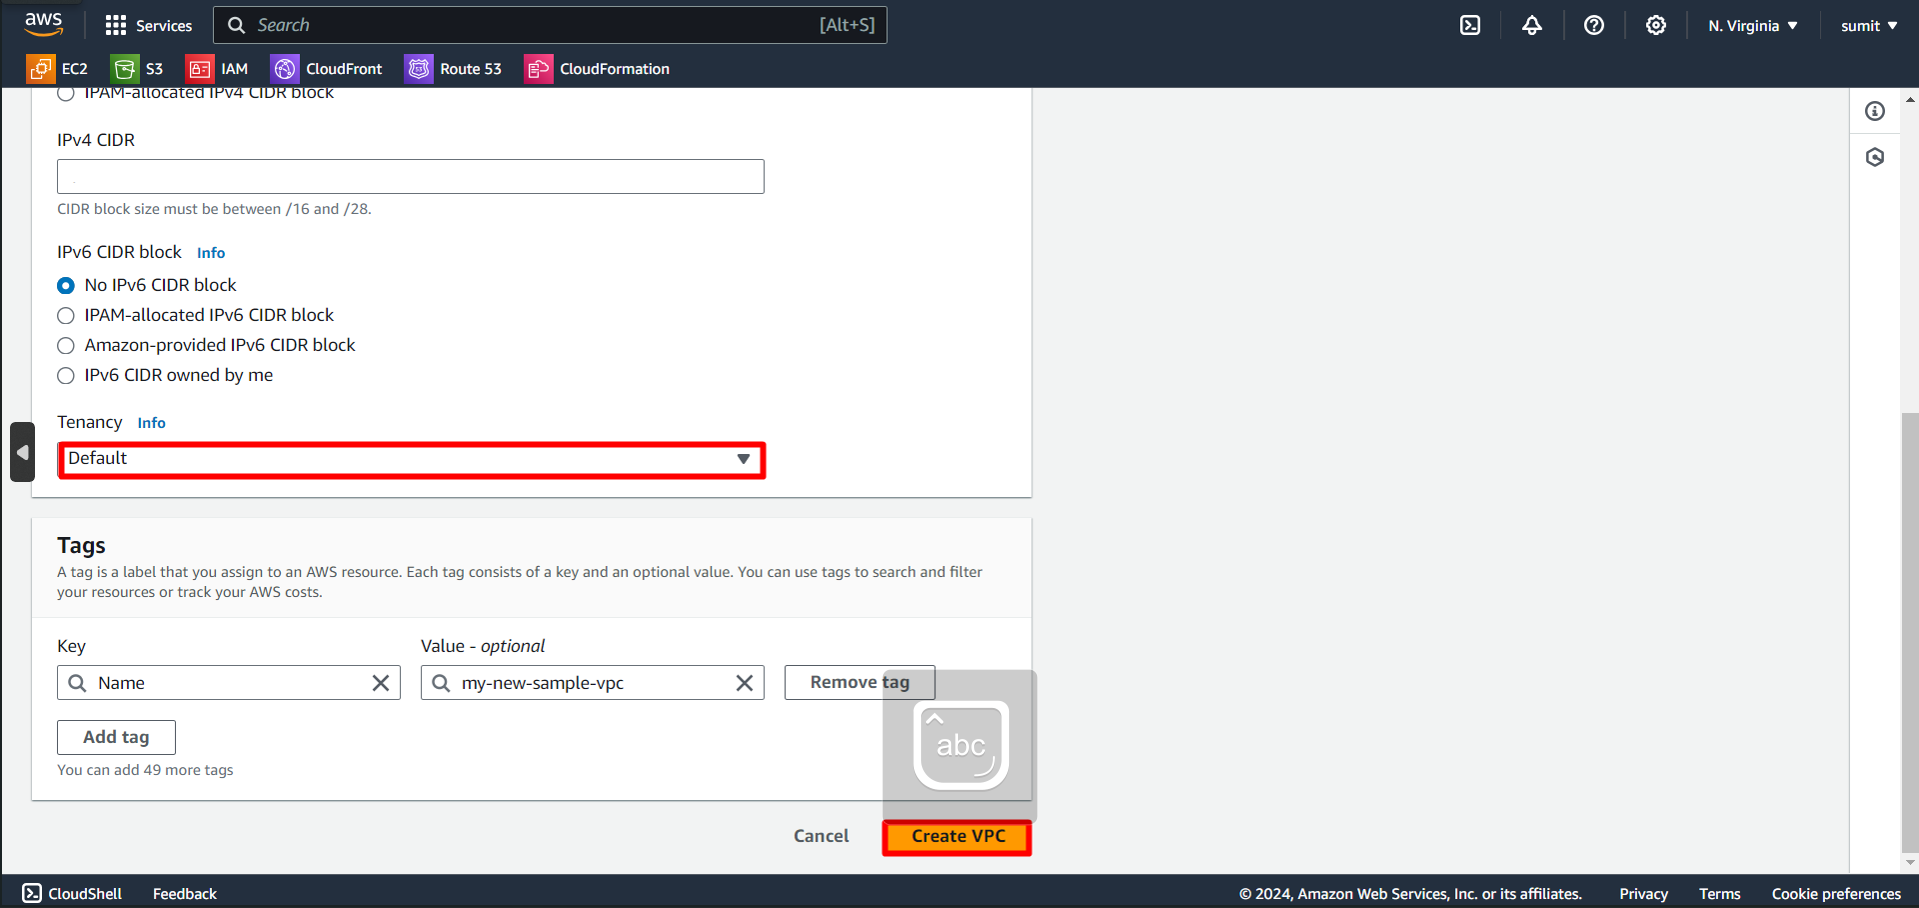 aws Services Search [Alt+S] N. Virginia sumit
EC2 S3 IAM CloudFront Route 53 CloudFormation
IPAM-allocated IPv4 CIDR block
IPv4 CIDR
CIDR block size must be between /16 and /28.
IPv6 CIDR block Info
No IPv6 CIDR block
IPAM-allocated IPv6 CIDR block
Amazon-provided IPv6 CIDR block
IPv6 CIDR owned by me
Tenancy Info
Default
Tags
A tag is a label that you assign to an AWS resource. Each tag consists of a key and an optional value. You can use tags to search and filter
your resources or track your AWS costs.
Key Value - optional
Name my-new-sample-vpc Remove tag
Add tag abc
You can add 49 more tags
Cancel Create VPC
CloudShell Feedback © 2024, Amazon Web Services, Inc. or its affiliates. Privacy Terms Cookie preferences